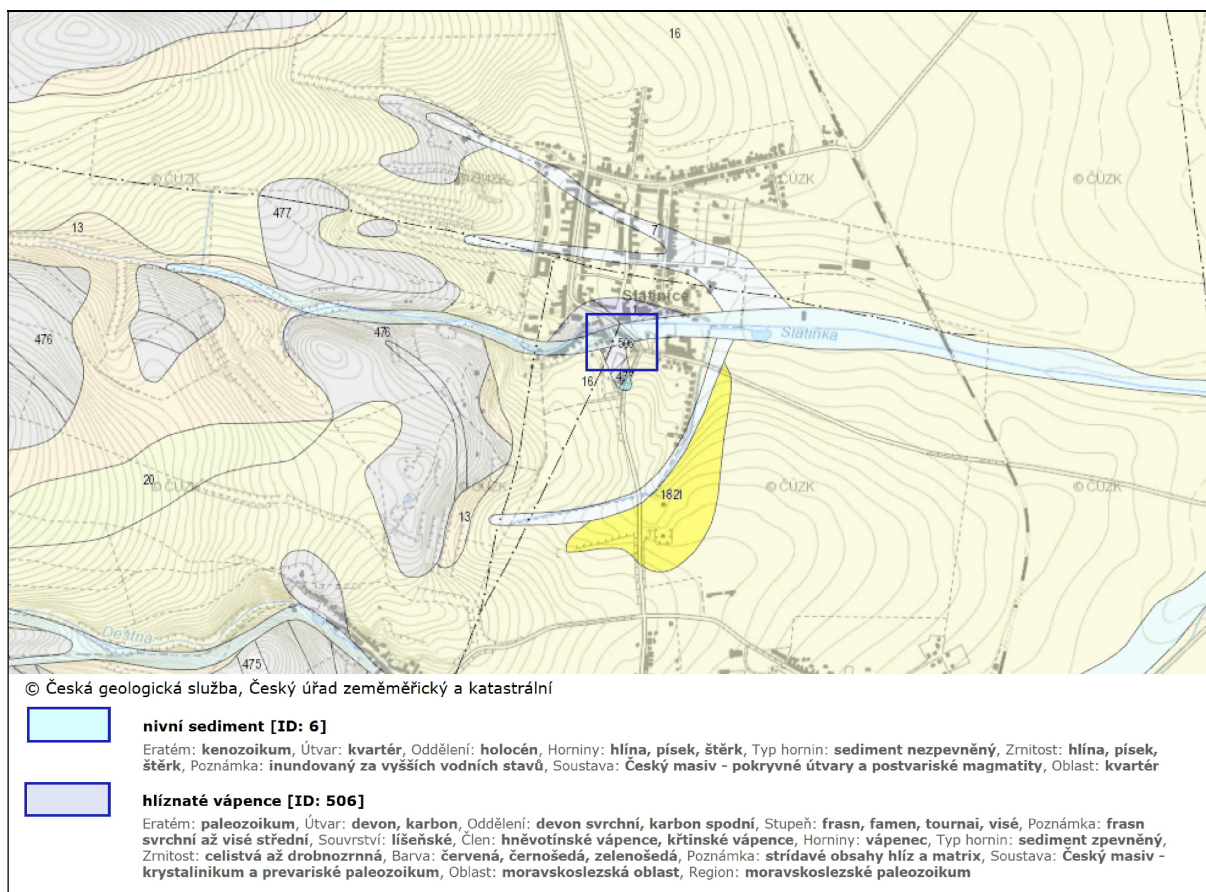 16
© ČÚZK
© ČÚZK
© ČÚZK
© ČÚZK
477
13
7
Slatinice
476
476
506
Slatinka
16
477
20
© ČÚZK
© ČÚZK
© ČÚZK
© ČÚZK
1821
13
Deštná
475
© Česká geologická služba, Český úřad zeměměřický a katastrální
nivní sediment [ID: 6]
Eratém: kenozoikum, Útvar: kvartér, Oddělení: holocén, Horniny: hlína, písek, štěrk, Typ hornin: sediment nezpevněný, Zrnitost: hlína, písek,
štěrk, Poznámka: inundovaný za vyšších vodních stavů, Soustava: Český masiv - pokryvné útvary a postvariské magmatity, Oblast: kvartér
hlíznaté vápence [ID: 506]
Eratém: paleozoikum, Útvar: devon, karbon, Oddělení: devon svrchní, karbon spodní, Stupeň: frasn, famen, tournai, visé, Poznámka: frasn
svrchní až visé střední, Souvrství: líšeňské, Člen: hněvotínské vápence, křtinské vápence, Horniny: vápenec, Typ hornin: sediment zpevněný,
Zrnitost: celistvá až drobnozrnná, Barva: červená, černošedá, zelenošedá, Poznámka: strídavé obsahy hlíz a matrix, Soustava: Český masiv -
krystalinikum a prevariské paleozoikum, Oblast: moravskoslezská oblast, Region: moravskoslezské paleozoikum